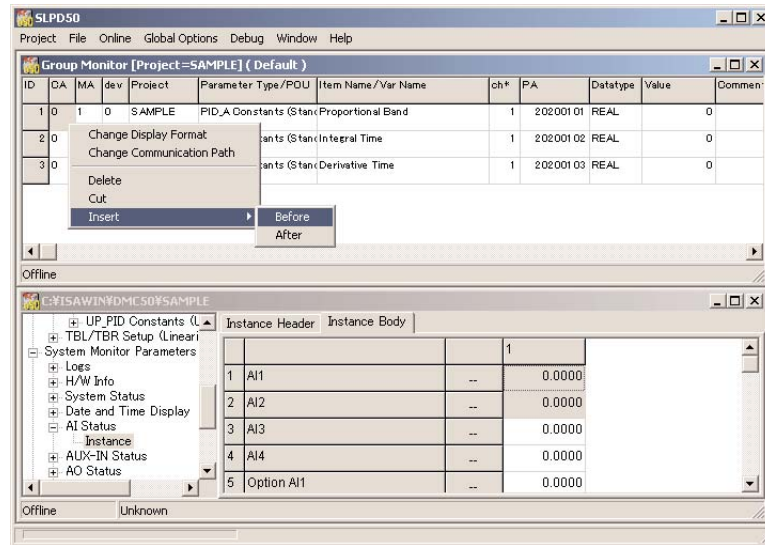 SLPD50
Project File Online Global Options Debug Window Help
Group Monitor [Project=SAMPLE] ( Default )
ID CA MA dev Project Parameter Type/POU Item Name/Var Name ch* PA Datatype Value Commen
1 0 1 0 SAMPLE PID_A Constants (Stan Proportional Band 1 20200101 REAL 0
2 0 ants (Stan Integral Time 1 20200102 REAL 0
3 0 ants (Stan Derivative Time 1 20200103 REAL 0
Change Display Format
Change Communication Path
Delete
Cut
Insert
Before
After
Offline
C:¥ISAWIN¥DMC50¥SAMPLE
UP_PID Constants (L
TBL/TBR Setup (Lineari
System Monitor Parameters
Logs
H/W Info
System Status
Date and Time Display
AI Status
Instance
AUX-IN Status
AO Status
Instance Header Instance Body
1
1 AI1 -- 0.0000
2 AI2 -- 0.0000
3 AI3 -- 0.0000
4 AI4 -- 0.0000
5 Option AI1 -- 0.0000
Offline Unknown